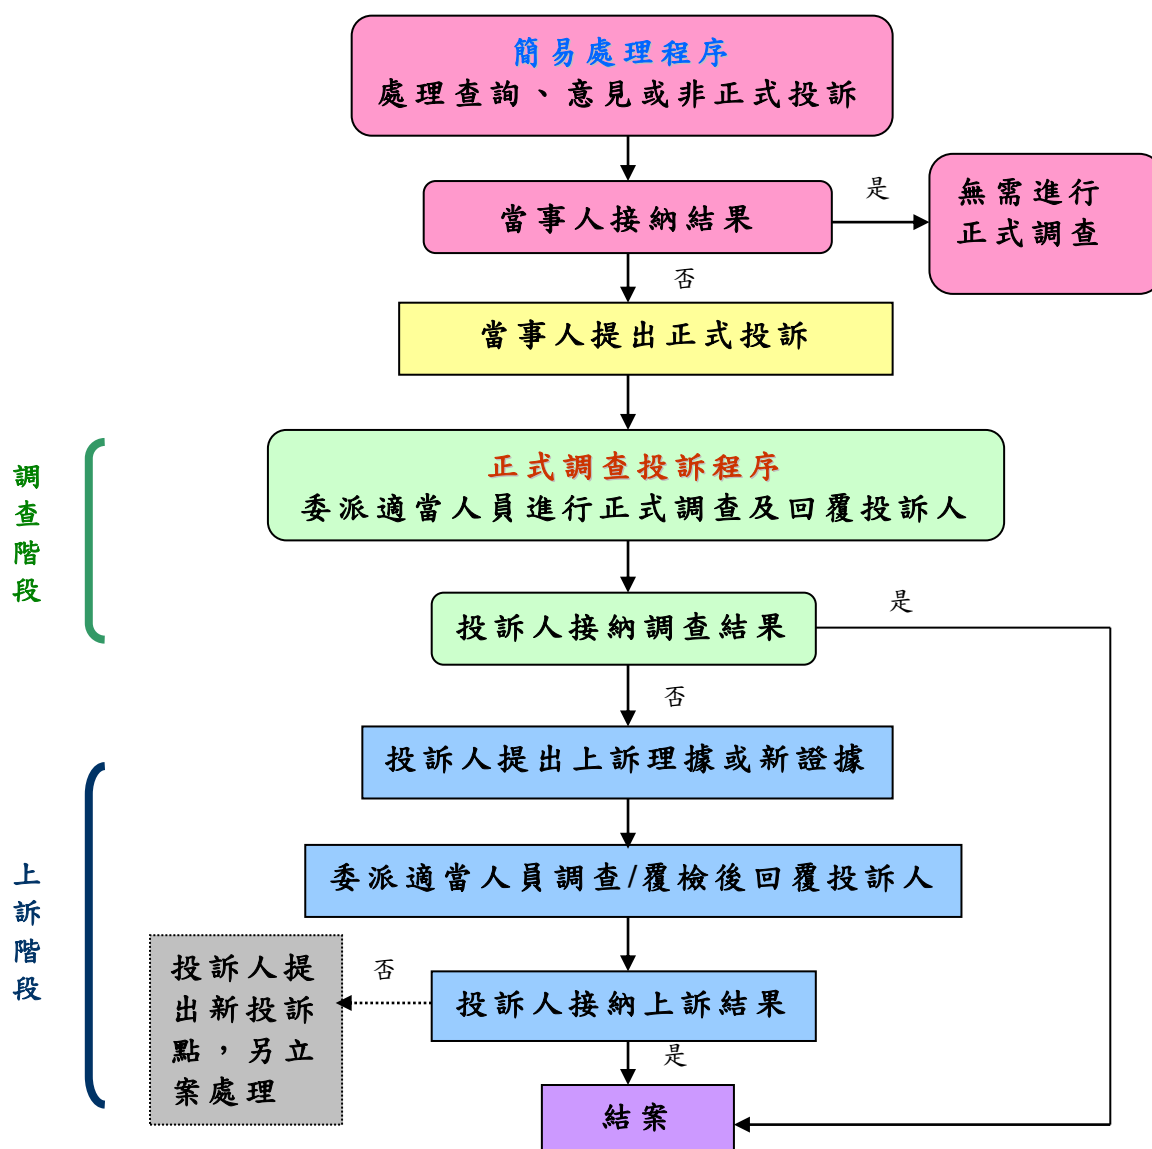 簡易處理程序
處理查詢、意見或非正式投訴
是
無需進行
正式調查
當事人接納結果
否
當事人提出正式投訴
調
查
階
段
正式調查投訴程序
委派適當人員進行正式調查及回覆投訴人
是
投訴人接納調查結果
否
投訴人提出上訴理據或新證據
上
訴
階
段
委派適當人員調查/覆檢後回覆投訴人
投訴人提
出新投訴
點，另立
案處理
否
投訴人接納上訴結果
是
結案